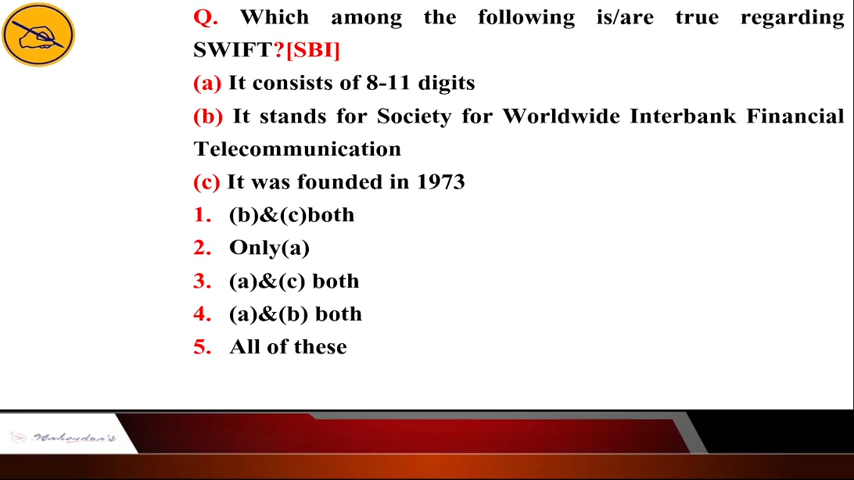 Q. Which among the following is/are true regarding
SWIFT?[SBI]
(a) It consists of 8-11 digits
(b) It stands for Society for Worldwide Interbank Financial
Telecommunication
(c) It was founded in 1973
1. (b)&(c)both
2. Only(a)
3. (a)&(c) both
4. (a)&(b) both
5. All of these